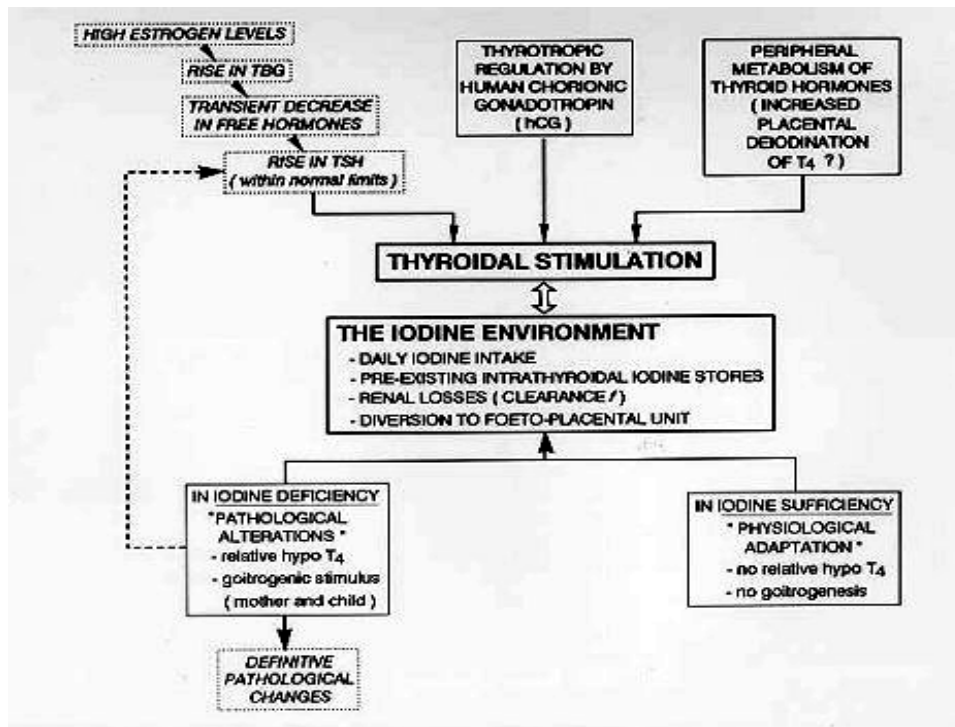 HIGH ESTROGEN LEVELS
RISE IN TBG
TRANSIENT DECREASE
IN FREE HORMONES
RISE IN TSH
( within normal limits )
THYROTROPIC
REGULATION BY
HUMAN CHORIONIC
GONADOTROPIN
( hCG )
PERIPHERAL
METABOLISM OF
THYROID HORMONES
( INCREASED
PLACENTAL
DEIODINATION
OF T4 ? )
THYROIDAL STIMULATION
THE IODINE ENVIRONMENT
- DAILY IODINE INTAKE
- PRE-EXISTING INTRATHYROIDAL IODINE STORES
- RENAL LOSSES ( CLEARANCE )
- DIVERSION TO FOETO-PLACENTAL UNIT
IN IODINE DEFICIENCY
"PATHOLOGICAL
ALTERATIONS "
- relative hypo T4
- goitrogenic stimulus
( mother and child )
IN IODINE SUFFICIENCY
" PHYSIOLOGICAL
ADAPTATION "
- no relative hypo T4
- no goitrogenesis
DEFINITIVE
PATHOLOGICAL
CHANGES